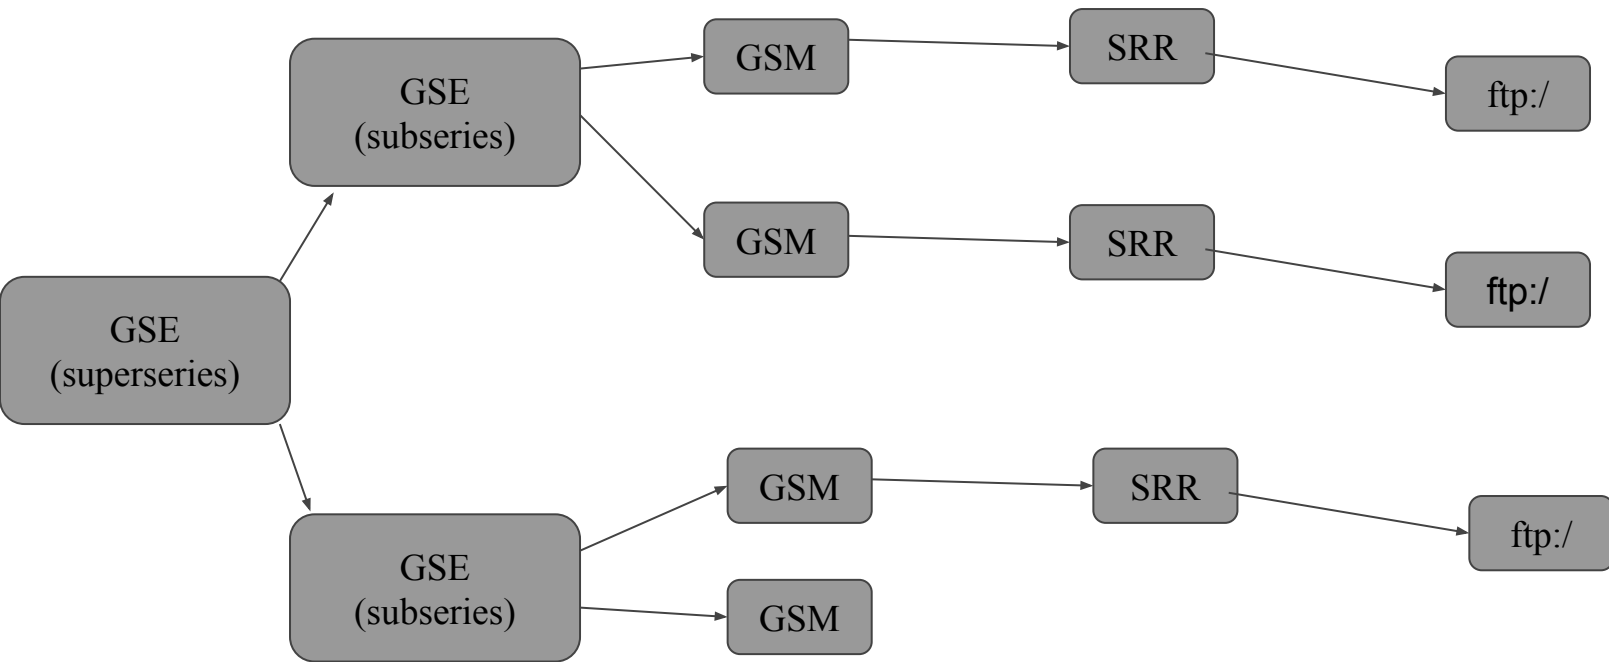 GSE
(superseries)
GSE
(subseries)
GSM
SRR
ftp:/
GSM
SRR
ftp:/
GSE
(subseries)
GSM
SRR
ftp:/
GSM